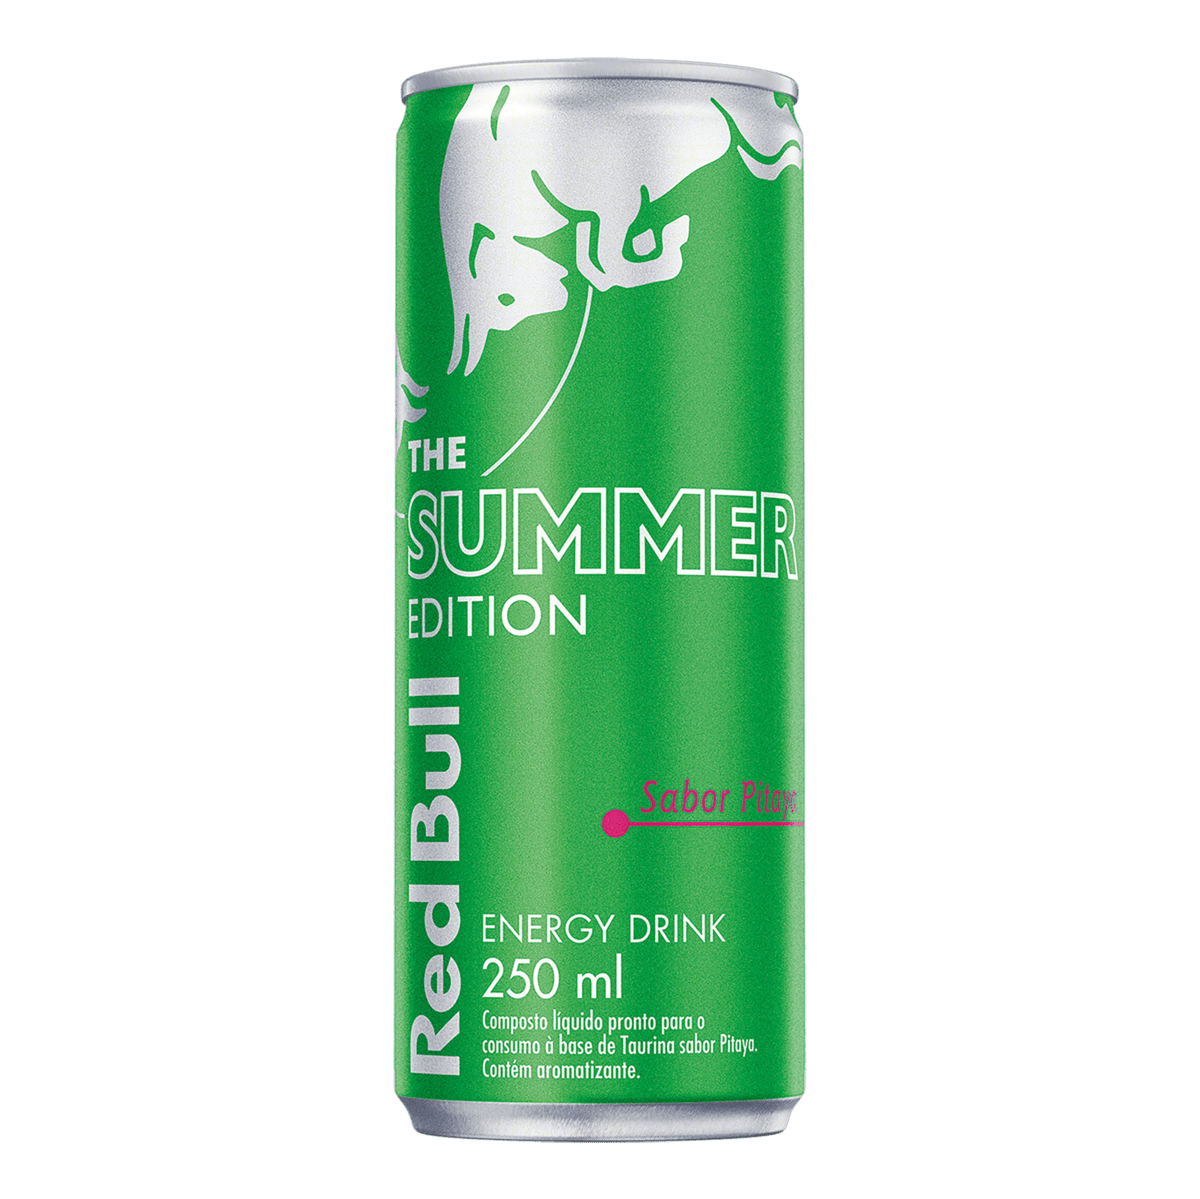 THE
SUMMER
EDITION
Red Bull
Sabor Pitaya
ENERGY DRINK
250 ml
Composto líquido pronto para o
consumo à base de Taurina sabor Pitaya.
Contém aromatizante.